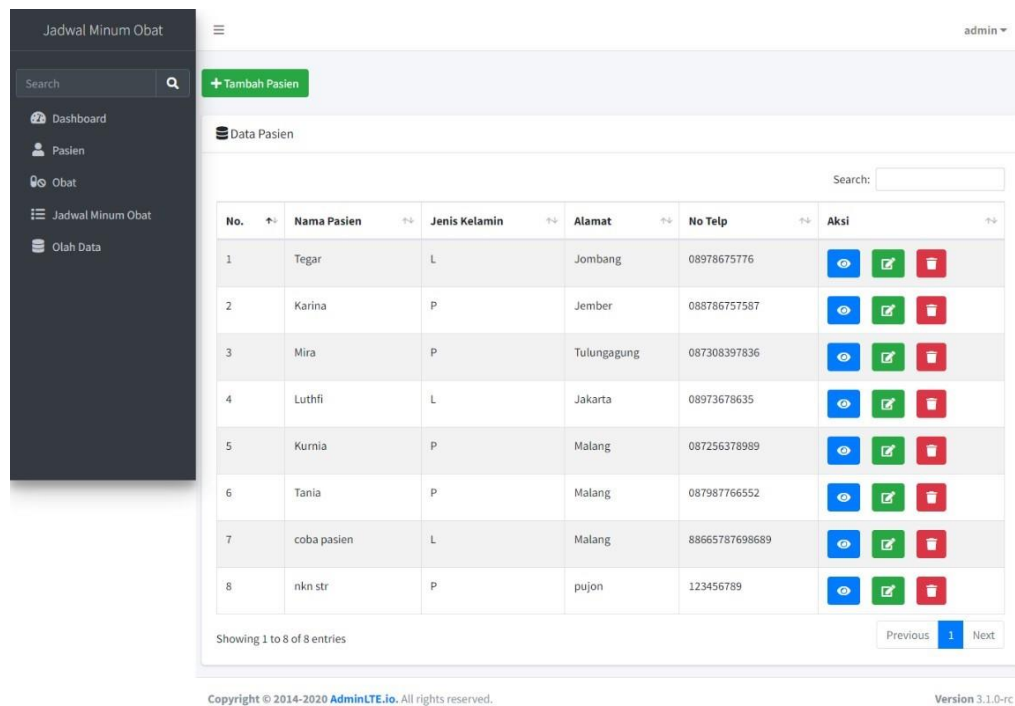 Jadwal Minum Obat
admin
Search
Tambah Pasien
Dashboard
Pasien
Obat
Jadwal Minum Obat
Olah Data
Data Pasien
Search:
No. Nama Pasien Jenis Kelamin Alamat No Telp Aksi
1 Tegar L Jombang 08978675776
2 Karina P Jember 088786757587
3 Mira P Tulungagung 087308397836
4 Luthfi L Jakarta 08973678635
5 Kurnia P Malang 087256378989
6 Tania P Malang 087987766552
7 coba pasien L Malang 88665787698689
8 nkn str P pujon 123456789
Showing 1 to 8 of 8 entries
Previous 1 Next
Copyright © 2014-2020 AdminLTE.io. All rights reserved.
Version 3.1.0-rc